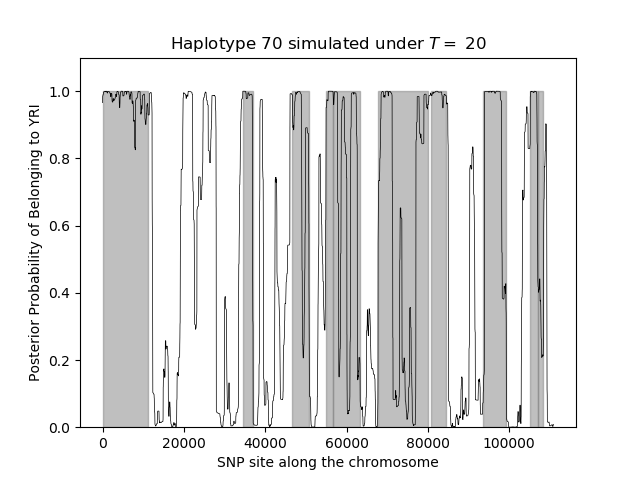 Haplotype 70 simulated under T = 20
Posterior Probability of Belonging to YRI
1.0
0.8
0.6
0.4
0.2
0.0
0 20000 40000 60000 80000 100000
SNP site along the chromosome